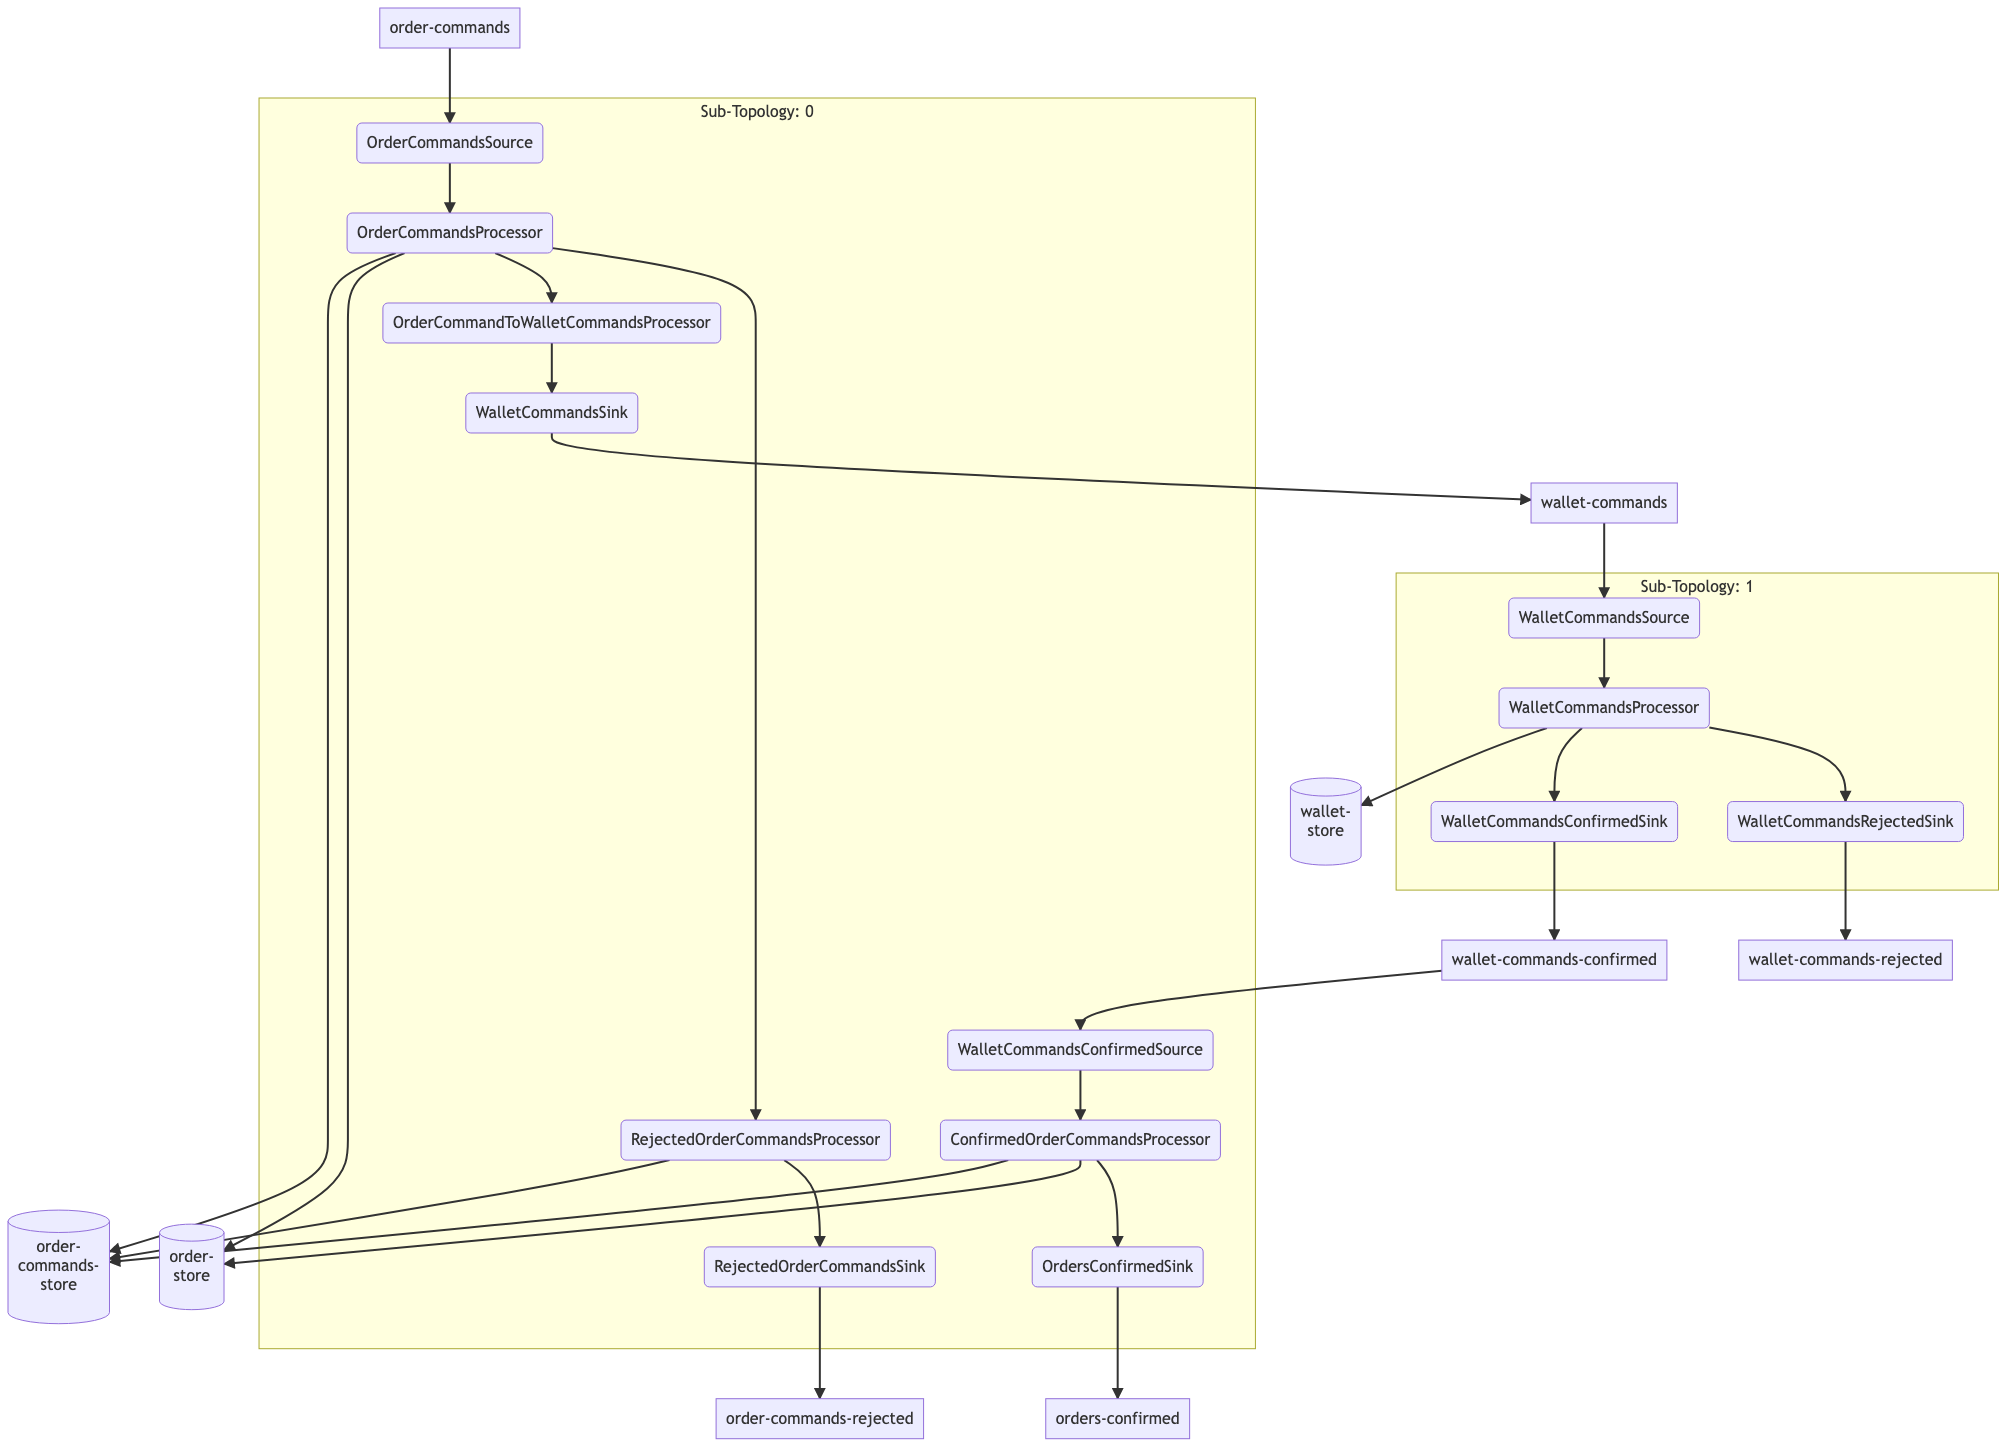 order-commands
Sub-Topology: 0
OrderCommandsSource
OrderCommandsProcessor
OrderCommandToWalletCommandsProcessor
WalletCommandsSink
wallet-commands
Sub-Topology: 1
WalletCommandsSource
WalletCommandsProcessor
wallet-
store
WalletCommandsConfirmedSink
WalletCommandsRejectedSink
wallet-commands-confirmed
wallet-commands-rejected
WalletCommandsConfirmedSource
RejectedOrderCommandsProcessor
ConfirmedOrderCommandsProcessor
order-
commands-
store
order-
store
RejectedOrderCommandsSink
OrdersConfirmedSink
order-commands-rejected
orders-confirmed